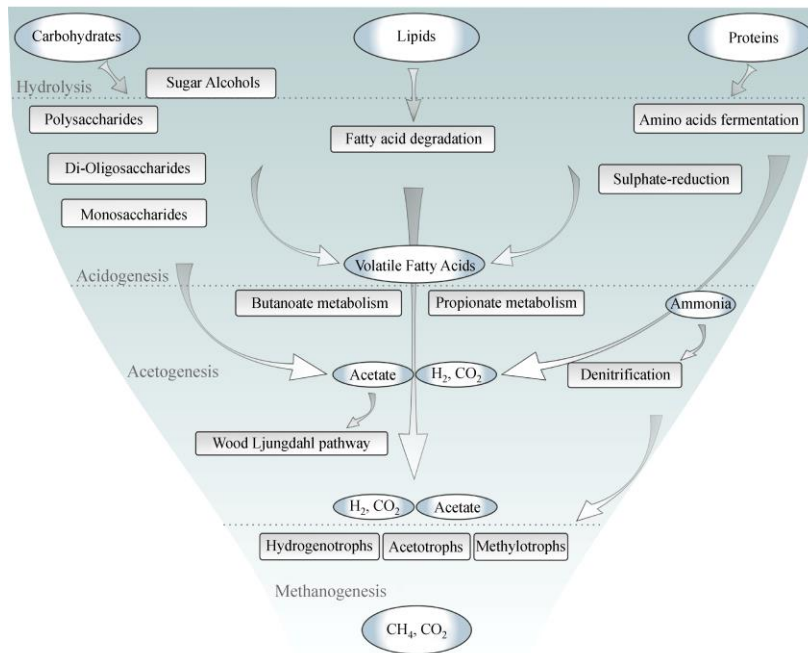 Carbohydrates
Lipids
Proteins
Hydrolysis
Sugar Alcohols
Polysaccharides
Fatty acid degradation
Amino acids fermentation
Di-Oligosaccharides
Sulphate-reduction
Monosaccharides
Volatile Fatty Acids
Acidogenesis
Butanoate metabolism
Propionate metabolism
Ammonia
Acetogenesis
Acetate
H₂, CO₂
Denitrification
Wood Ljungdahl pathway
H₂, CO₂
Acetate
Hydrogenotrophs
Acetotrophs
Methylotrophs
Methanogenesis
CH₄, CO₂